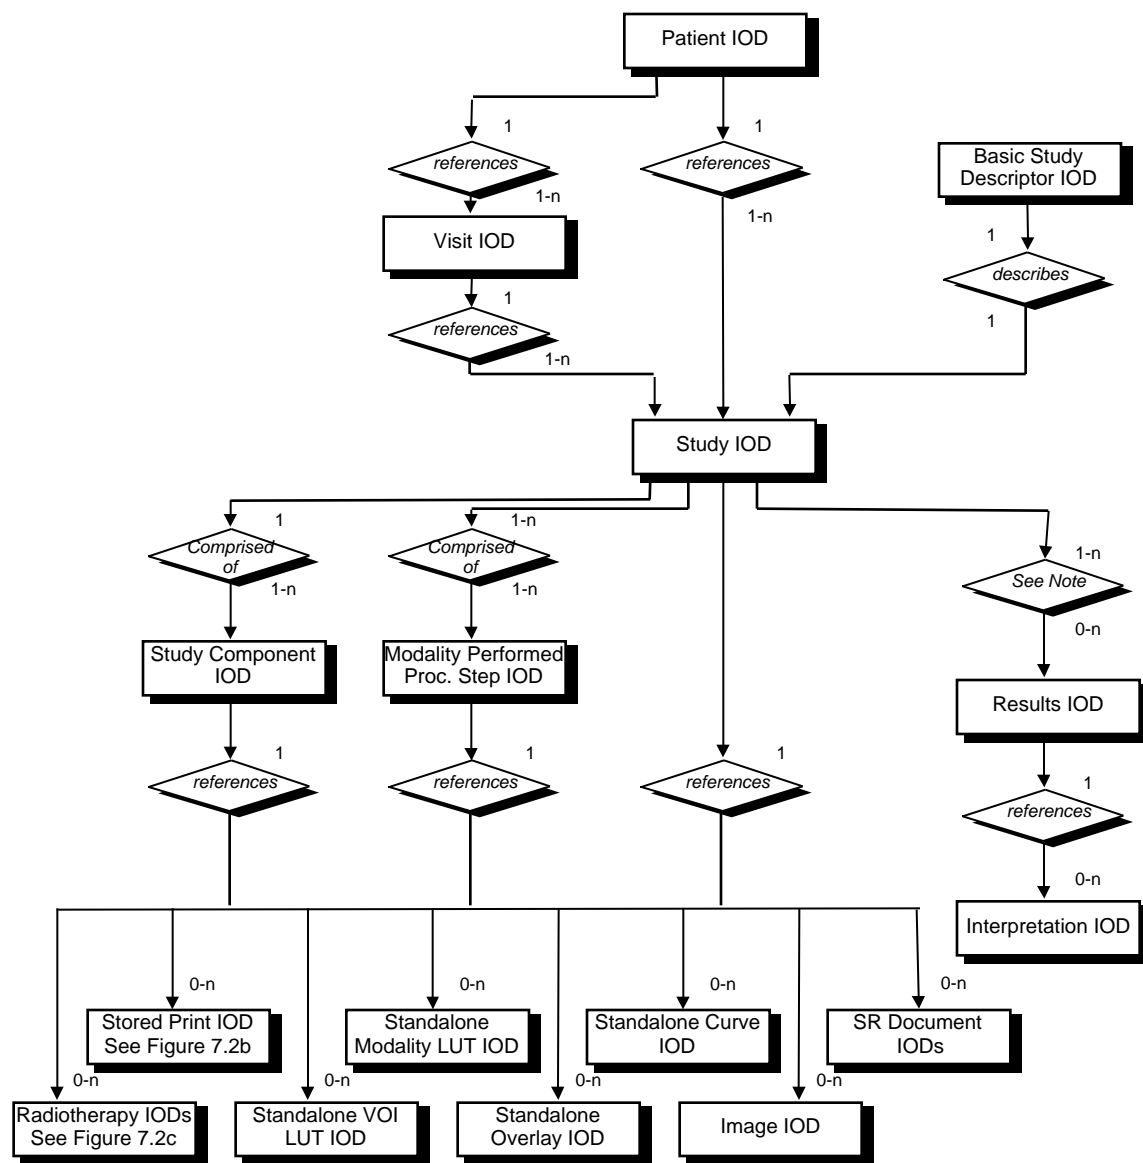 Patient IOD
1
1
references
references
Basic Study
Descriptor IOD
1-n
1-n
Visit IOD
1
describes
1
1
references
1-n
Study IOD
1
1-n
Comprised
of
Comprised
of
1-n
See Note
1-n
1-n
0-n
Study Component
IOD
Modality Performed
Proc. Step IOD
Results IOD
1
1
1
references
references
references
1
references
0-n
Interpretation IOD
0-n
0-n
0-n
0-n
Stored Print IOD
See Figure 7.2b
Standalone
Modality LUT IOD
Standalone Curve
IOD
SR Document
IODs
0-n
0-n
0-n
0-n
Radiotherapy IODs
See Figure 7.2c
Standalone VOI
LUT IOD
Standalone
Overlay IOD
Image IOD